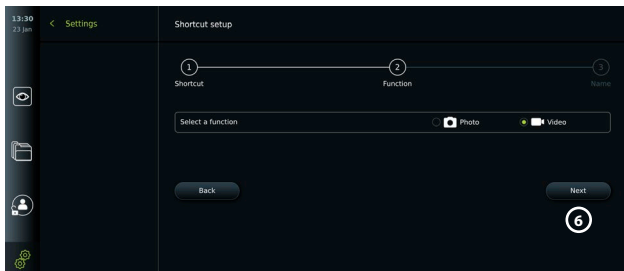 13:30
23 Jan
Settings
Shortcut setup
1
2
3
Shortcut
Function
Name
Select a function
Photo
Video
Back
Next
6